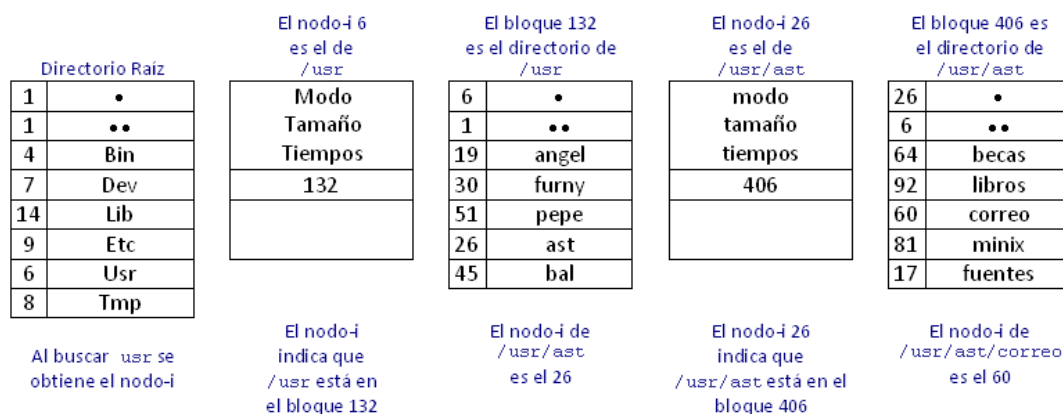 Directorio Raíz
1 •
1 ••
4 Bin
7 Dev
14 Lib
9 Etc
6 Usr
8 Tmp
Al buscar usr se
obtiene el nodo-i
El nodo-i 6
es el de
/usr
Modo
Tamaño
Tiempos
132
El nodo-i
indica que
/usr está en
el bloque 132
El bloque 132
es el directorio de
/usr
6 •
1 ••
19 angel
30 furny
51 pepe
26 ast
45 bal
El nodo-i de
/usr/ast
es el 26
El nodo-i 26
es el de
/usr/ast
modo
tamaño
tiempos
406
El nodo-i 26
indica que
/usr/ast está en el
bloque 406
El bloque 406 es
el directorio de
/usr/ast
26 •
6 ••
64 becas
92 libros
60 correo
81 minix
17 fuentes
El nodo-i de
/usr/ast/correo
es el 60